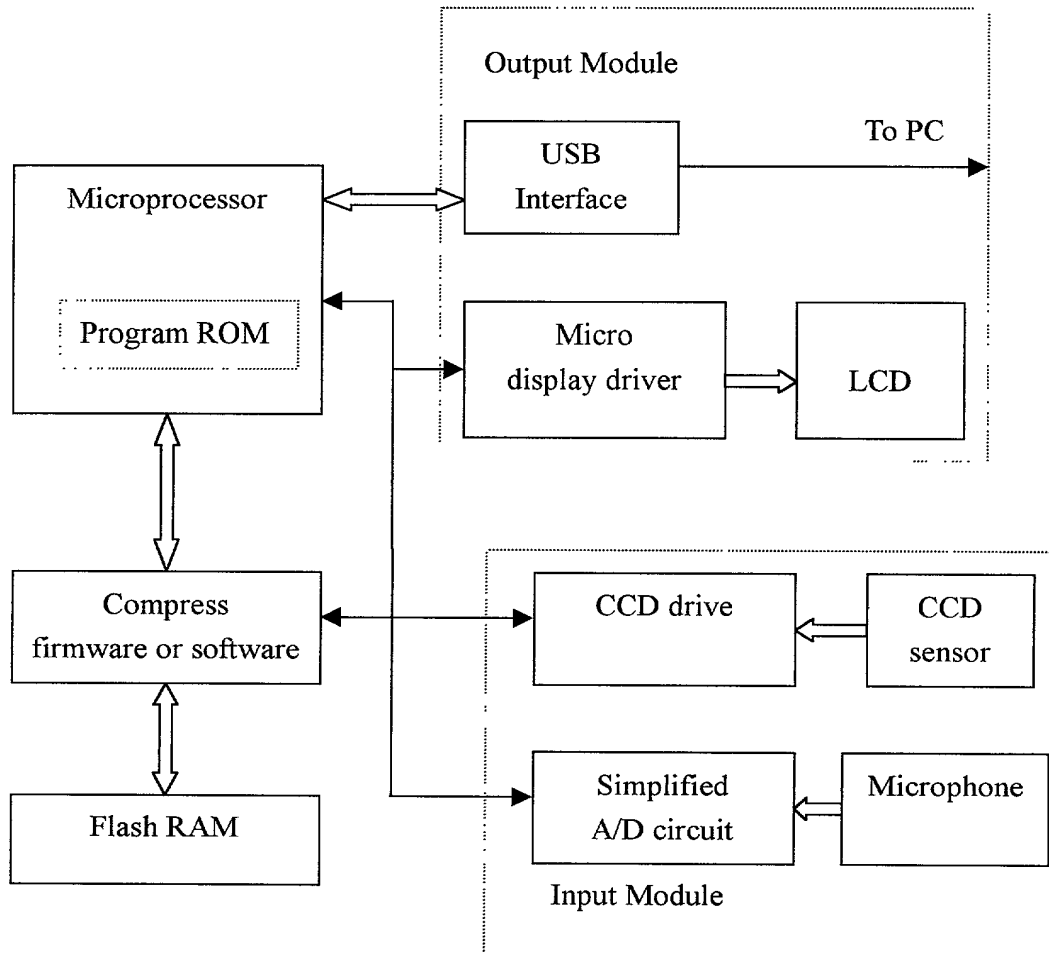 Output Module
USB
Interface
To PC
Microprocessor
Program ROM
Micro
display driver
LCD
Compress
firmware or software
CCD drive
CCD
sensor
Flash RAM
Simplified
A/D circuit
Microphone
Input Module